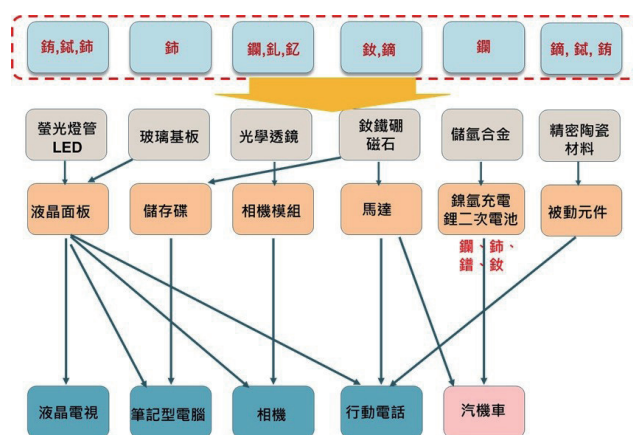 銪,鋱,鈰
鈰
鑭,釓,釔
釹,鏑
鑭
鏑, 鋱, 銪
螢光燈管
LED
玻璃基板
光學透鏡
釹鐵硼
磁石
儲氫合金
精密陶瓷
材料
液晶面板
儲存碟
相機模組
馬達
鎳氫充電
鋰二次電池
被動元件
鑭、鈰、
鐠、釹
液晶電視
筆記型電腦
相機
行動電話
汽機車